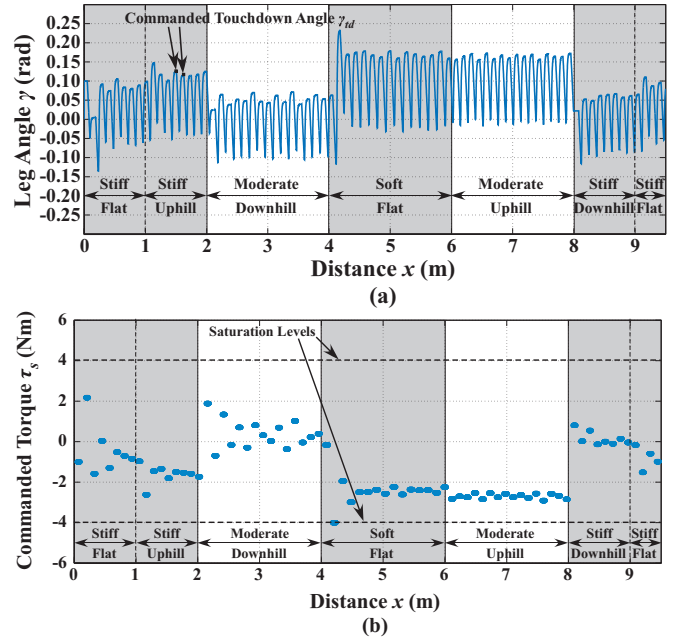 Commanded Touchdown Angle γtd
Leg Angle γ (rad)
0.25
0.20
0.15
0.10
0.05
0.00
-0.05
-0.10
-0.15
-0.20
-0.25
Stiff Stiff Moderate Soft Moderate Stiff Stiff
Flat Uphill Downhill Flat Uphill Downhill Flat
0 1 2 3 4 5 6 7 8 9
Distance x (m)
(a)
Commanded Torque τs (Nm)
Saturation Levels
6
4
2
0
-2
-4
-6
Stiff Stiff Moderate Soft Moderate Stiff Stiff
Flat Uphill Downhill Flat Uphill Downhill Flat
0 1 2 3 4 5 6 7 8 9
Distance x (m)
(b)